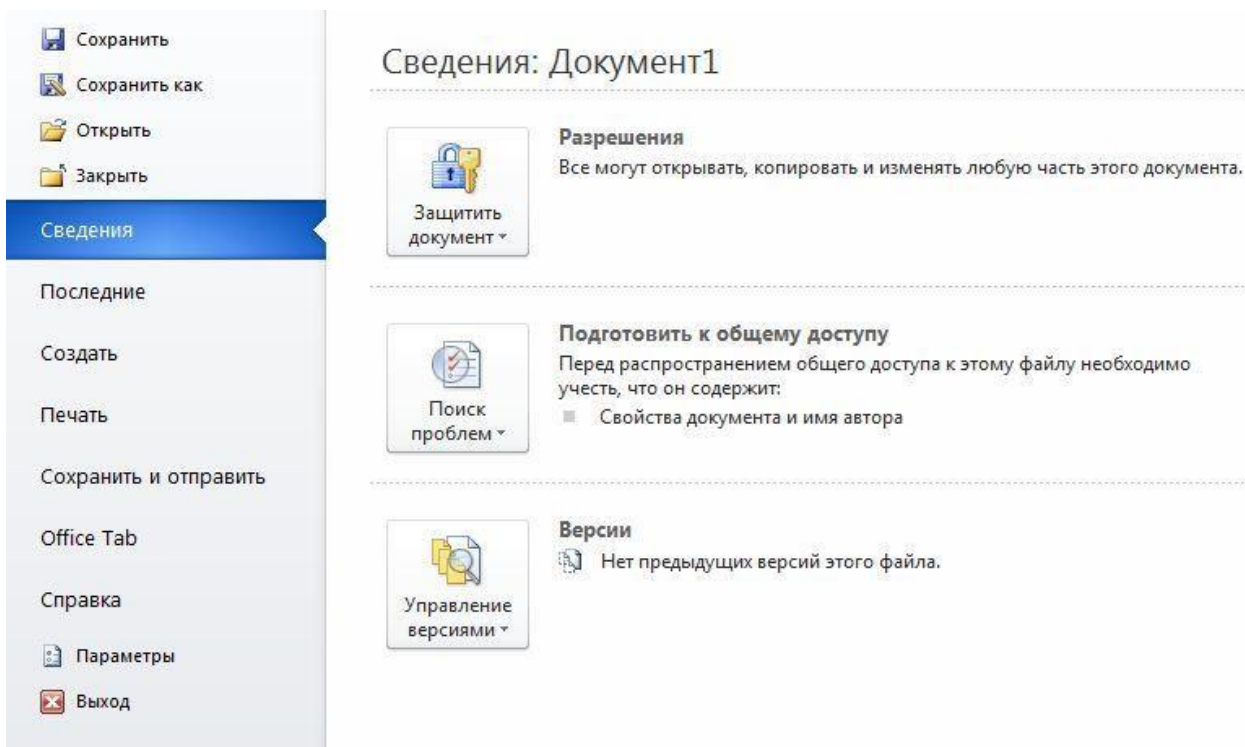 Сохранить
Сохранить как
Открыть
Закрыть
Сведения
Последние
Создать
Печать
Сохранить и отправить
Office Tab
Справка
Параметры
Выход
Сведения: Документ1
Защитить
документ
Разрешения
Все могут открывать, копировать и изменять любую часть этого документа.
Поиск
проблем
Подготовить к общему доступу
Перед распространением общего доступа к этому файлу необходимо
учесть, что он содержит:
Свойства документа и имя автора
Управление
версиями
Версии
Нет предыдущих версий этого файла.